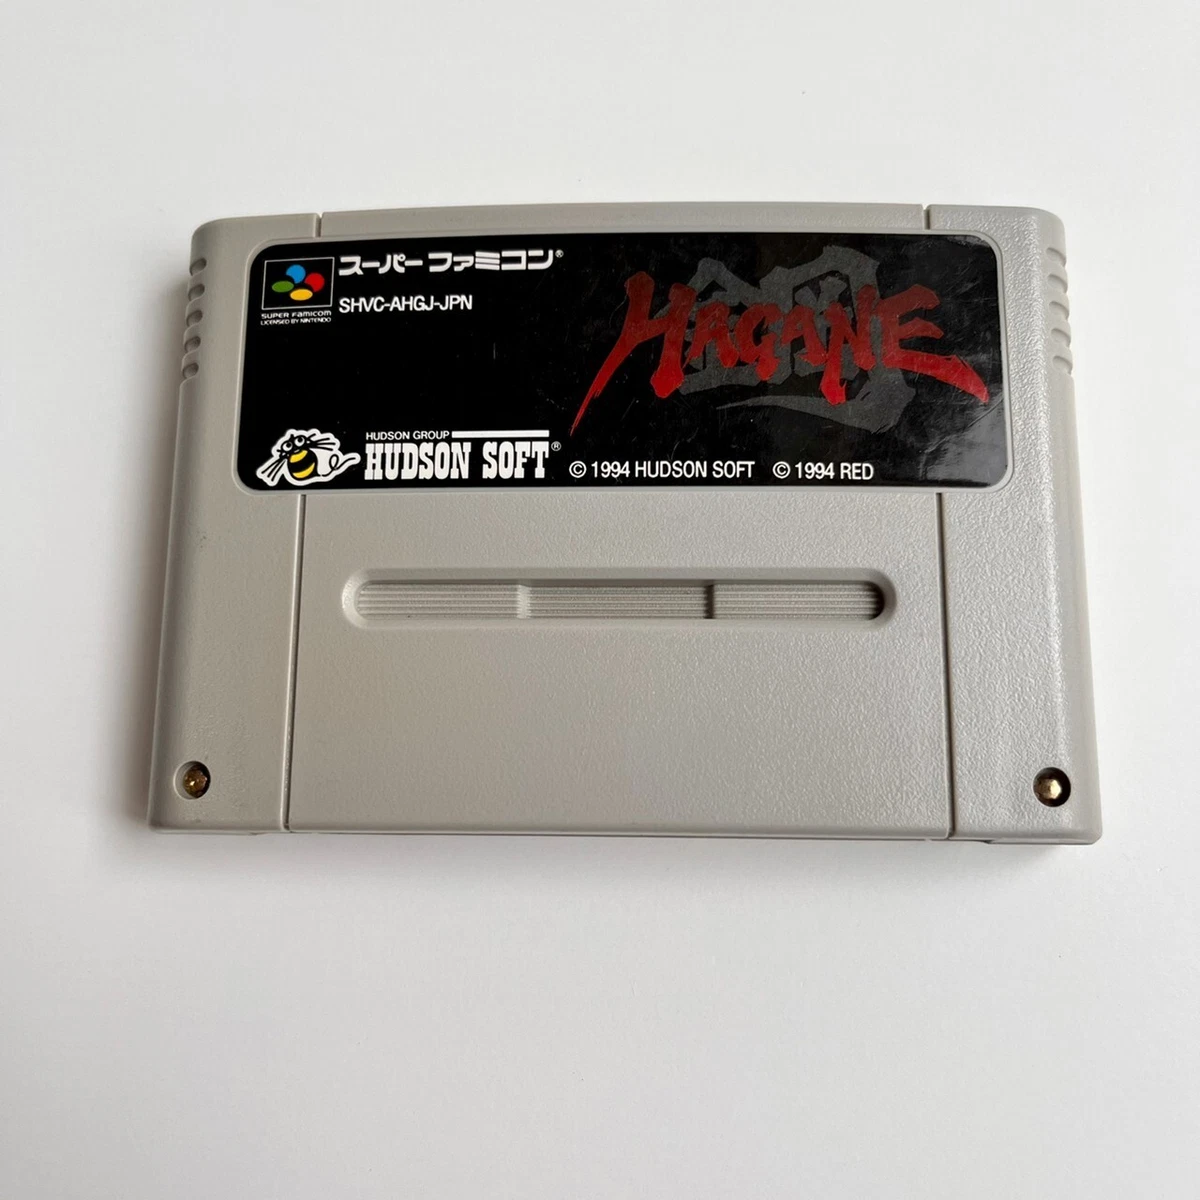 スーパーファミコン®
SHVC-AHGJ-JPN
SUPER FAMICOM
LICENSED BY NINTENDO
鋼
HAGANE
HUDSON GROUP
HUDSON SOFT®
© 1994 HUDSON SOFT © 1994 RED